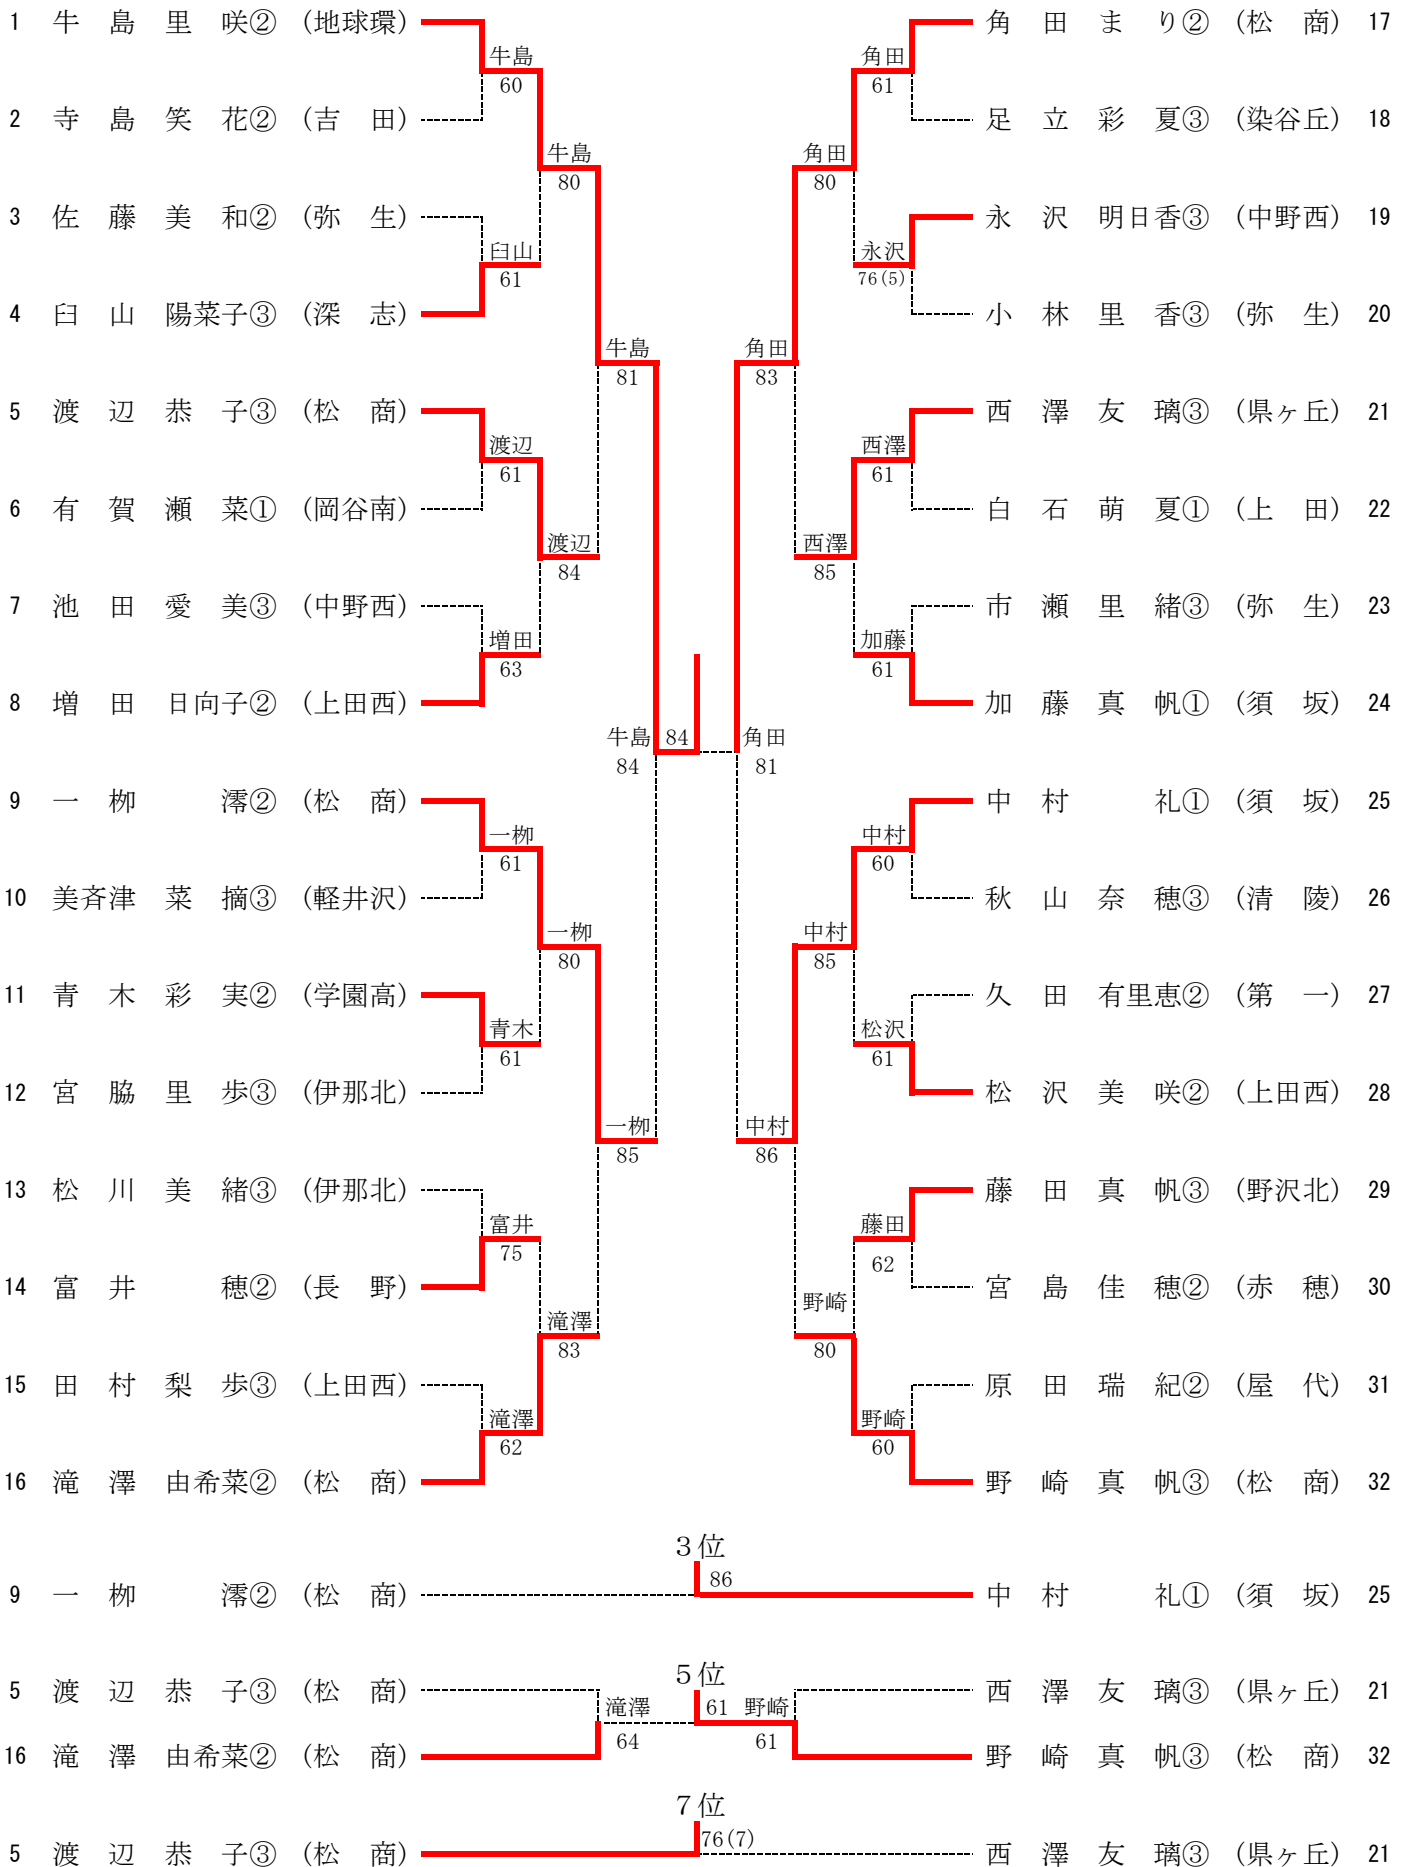 1 牛 島 里 咲② (地球環) 角 田 ま り② (松 商) 17
牛島 角田
60 61
2 寺 島 笑 花② (吉 田) 足 立 彩 夏③ (染谷丘) 18
牛島 角田
80 80
3 佐 藤 美 和② (弥 生) 永 沢 明日香③ (中野西) 19
臼山 永沢
61 76(5)
4 臼 山 陽菜子③ (深 志) 小 林 里 香③ (弥 生) 20
牛島 角田
81 83
5 渡 辺 恭 子③ (松 商) 西 澤 友 璃③ (県ヶ丘) 21
渡辺 西澤
61 61
6 有 賀 瀬 菜① (岡谷南) 白 石 萌 夏① (上 田) 22
渡辺 西澤
84 85
7 池 田 愛 美③ (中野西) 市 瀬 里 緒③ (弥 生) 23
増田 加藤
63 61
8 増 田 日向子② (上田西) 加 藤 真 帆① (須 坂) 24
牛島 84 角田
84 81
9 一 栁 澪② (松 商) 中 村 礼① (須 坂) 25
一栁 中村
61 60
10 美斉津 菜 摘③ (軽井沢) 秋 山 奈 穂③ (清 陵) 26
一栁 中村
80 85
11 青 木 彩 実② (学園高) 久 田 有里恵② (第 一) 27
青木 松沢
61 61
12 宮 脇 里 歩③ (伊那北) 松 沢 美 咲② (上田西) 28
一栁 中村
85 86
13 松 川 美 緒③ (伊那北) 藤 田 真 帆③ (野沢北) 29
富井 藤田
75 62
14 富 井 穂② (長 野) 宮 島 佳 穂② (赤 穂) 30
滝澤 野崎
83 80
15 田 村 梨 歩③ (上田西) 原 田 瑞 紀② (屋 代) 31
滝澤 野崎
62 60
16 滝 澤 由希菜② (松 商) 野 崎 真 帆③ (松 商) 32
3位
86
9 一 栁 澪② (松 商) 中 村 礼① (須 坂) 25
5位
5 渡 辺 恭 子③ (松 商) 西 澤 友 璃③ (県ヶ丘) 21
滝澤 61 野崎
64 61
16 滝 澤 由希菜② (松 商) 野 崎 真 帆③ (松 商) 32
7位
76(7)
5 渡 辺 恭 子③ (松 商) 西 澤 友 璃③ (県ヶ丘) 21